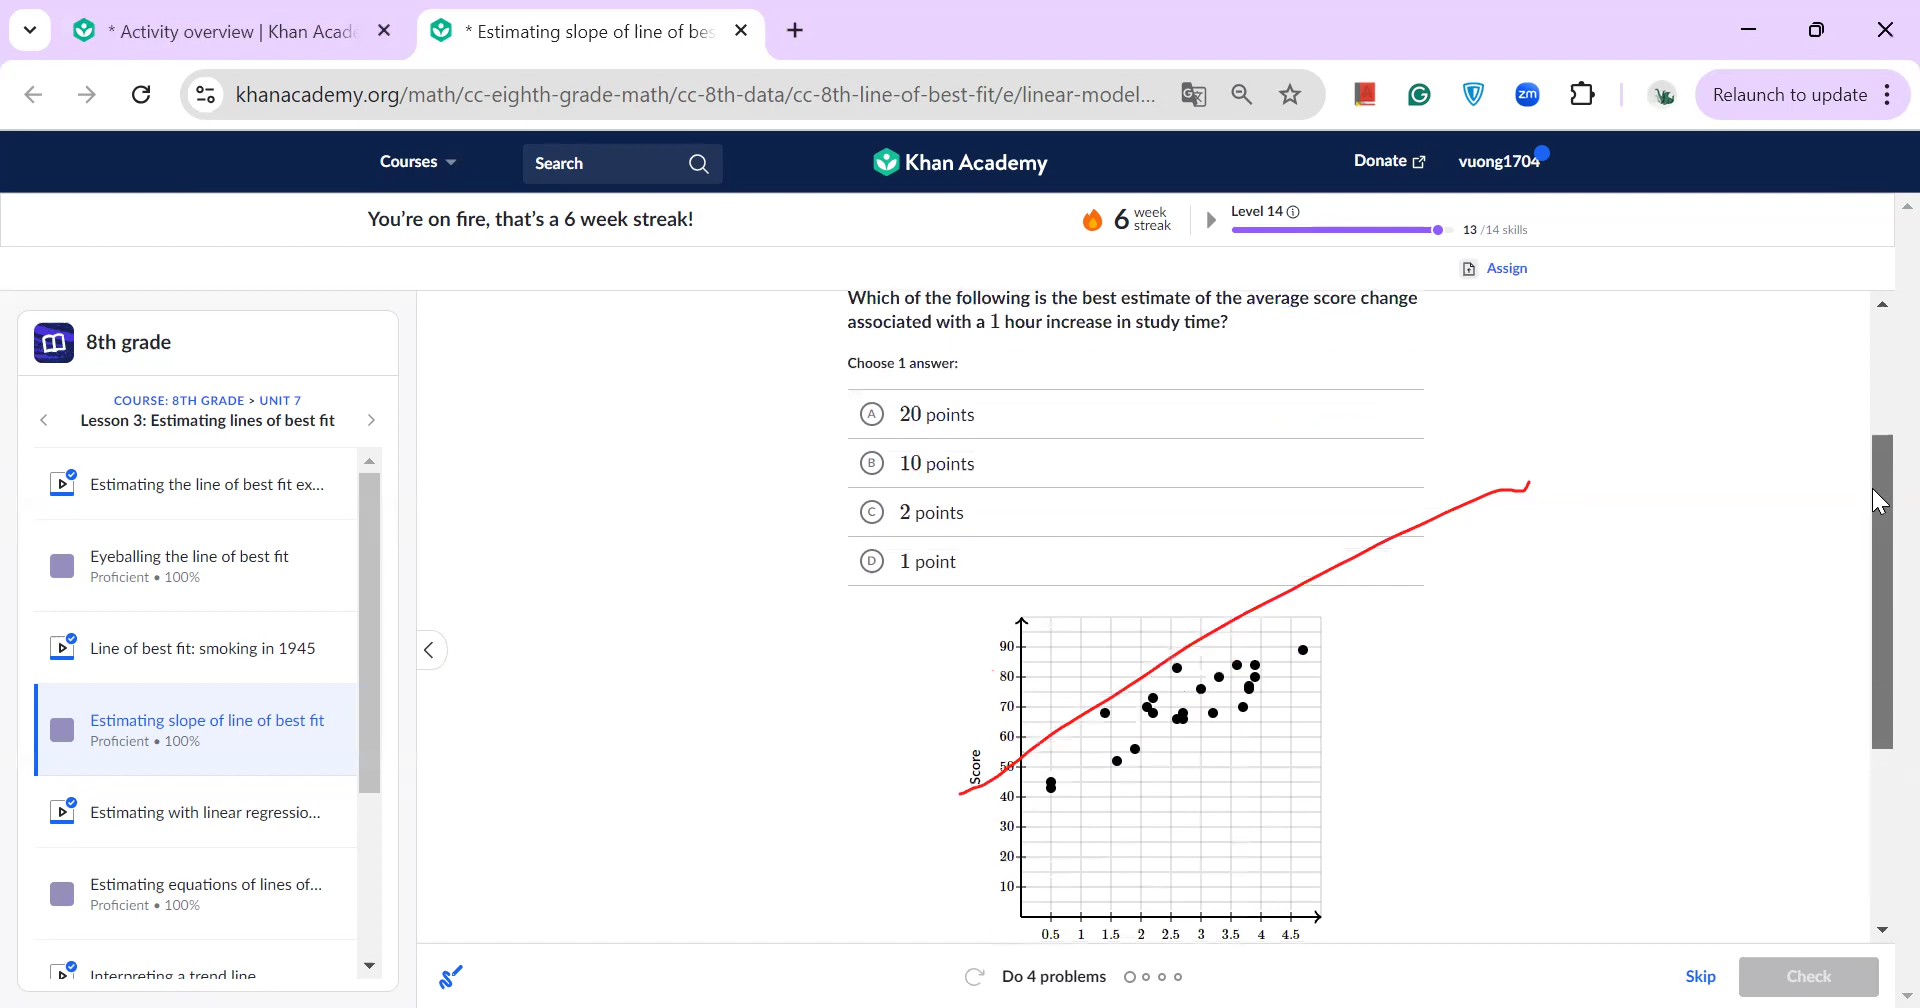 * Activity overview | Khan Acade
* Estimating slope of line of bes
khanacademy.org/math/cc-eighth-grade-math/cc-8th-data/cc-8th-line-of-best-fit/e/linear-model...
zm
Relaunch to update
Courses
Search
Khan Academy
Donate
vuong1704
You're on fire, that's a 6 week streak!
6 week streak
Level 14
13 /14 skills
Assign
8th grade
COURSE: 8TH GRADE > UNIT 7
Lesson 3: Estimating lines of best fit
Estimating the line of best fit ex...
Eyeballing the line of best fit
Proficient • 100%
Line of best fit: smoking in 1945
Estimating slope of line of best fit
Proficient • 100%
Estimating with linear regressio...
Estimating equations of lines of...
Proficient • 100%
Interpreting a trend line
Which of the following is the best estimate of the average score change
associated with a 1 hour increase in study time?
Choose 1 answer:
A 20 points
B 10 points
C 2 points
D 1 point
Score
90
80
70
60
50
40
30
20
10
0.5 1 1.5 2 2.5 3 3.5 4 4.5
Do 4 problems
Skip
Check